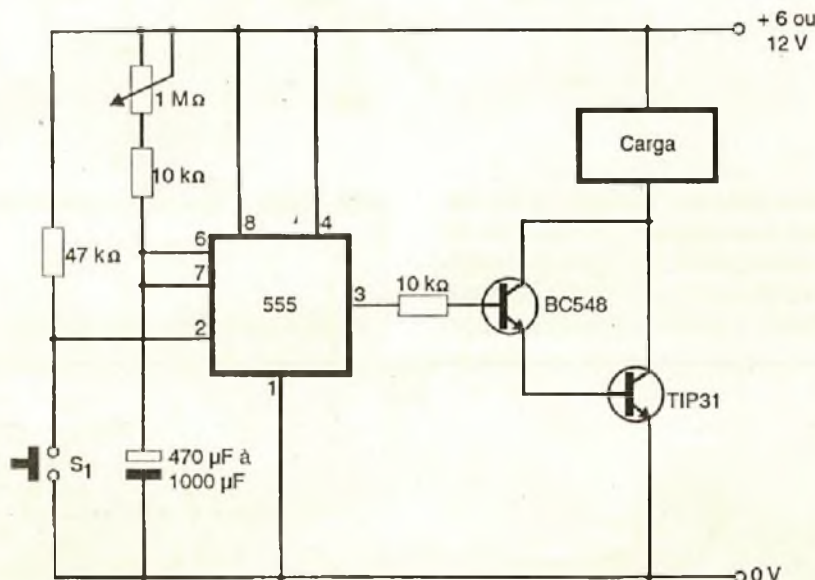 + 6 ou
12 V
1 MΩ
10 kΩ
47 kΩ
Carga
8
4
6
7
2
3
1
555
10 kΩ
BC548
TIP31
S1
470 µF à
1000 µF
0 V